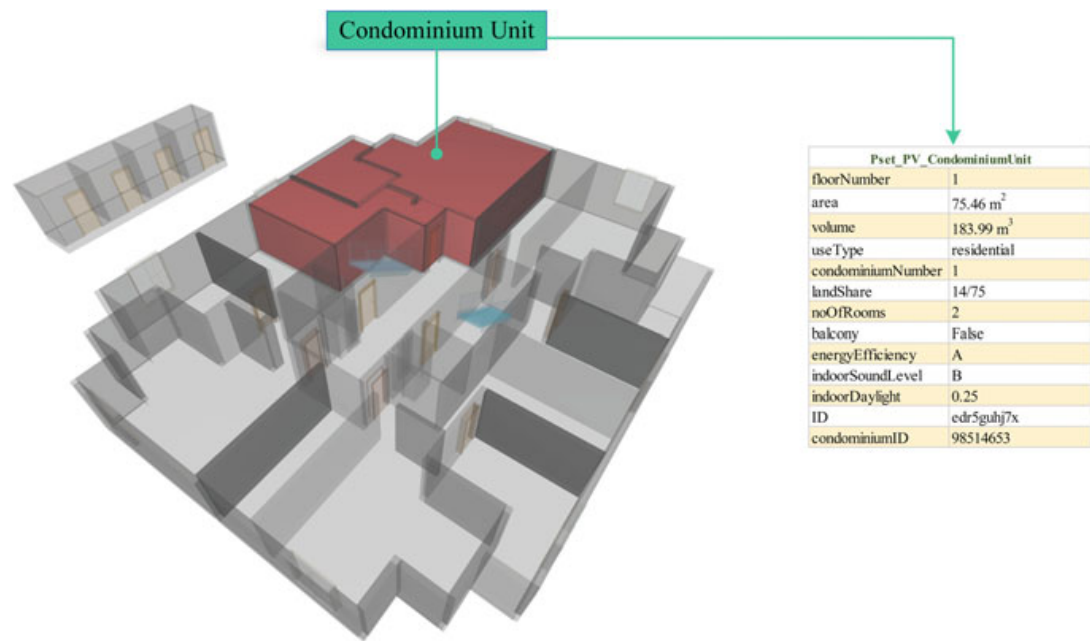 Condominium Unit
Pset_PV_CondominiumUnit
floorNumber 1
area 75.46 m²
volume 183.99 m³
useType residential
condominiumNumber 1
landShare 14/75
noOfRooms 2
balcony False
energyEfficiency A
indoorSoundLevel B
indoorDaylight 0.25
ID edr5guhj7x
condominiumID 98514653